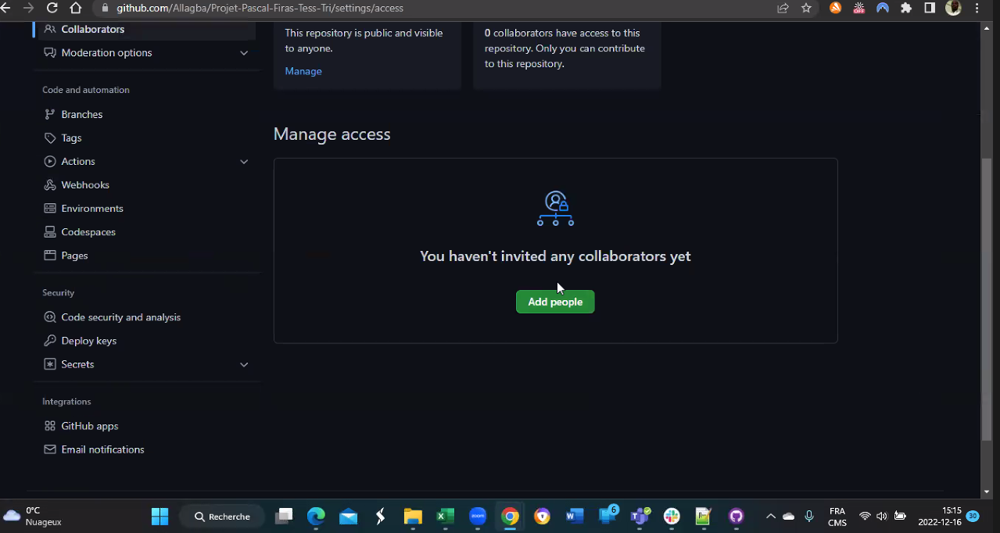 github.com/Allagba/Projet-Pascal-Firas-Tess-Tri/settings/access
OFF
Collaborators
Moderation options
Code and automation
Branches
Tags
Actions
Webhooks
Environments
Codespaces
Pages
Security
Code security and analysis
Deploy keys
Secrets
Integrations
GitHub apps
Email notifications
This repository is public and visible
to anyone.
Manage
0 collaborators have access to this
repository. Only you can contribute
to this repository.
Manage access
You haven't invited any collaborators yet
Add people
0°C
Nuageux
Recherche
zoom
6
FRA
CMS
15:15
2022-12-16
30